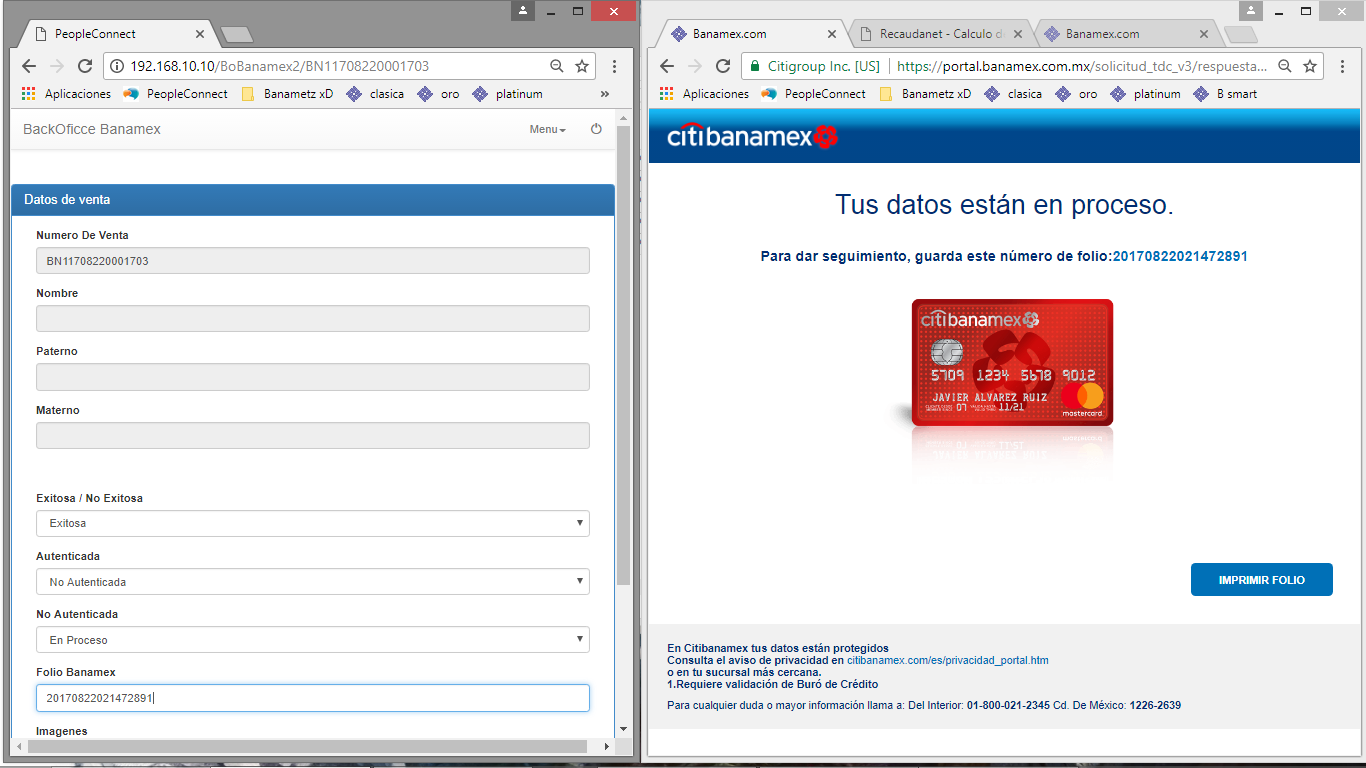 PeopleConnect
192.168.10.10/BoBanamex2/BN11708220001703
Aplicaciones PeopleConnect Banametz xD clasica oro platinum »
BackOficce Banamex Menu
Datos de venta
Numero De Venta
BN11708220001703
Nombre
Paterno
Materno
Exitosa / No Exitosa
Exitosa
Autenticada
No Autenticada
No Autenticada
En Proceso
Folio Banamex
20170822021472891
Imagenes
Banamex.com Recaudanet - Calculo d Banamex.com
Citigroup Inc. [US] https://portal.banamex.com.mx/solicitud_tdc_v3/respuesta...
Aplicaciones PeopleConnect Banametz xD clasica oro platinum B smart
citibanamex
Tus datos están en proceso.
Para dar seguimiento, guarda este número de folio:20170822021472891
citibanamex
5709 1234 5678 9012
JAVIER ALVAREZ RUIZ
07 11/21
mastercard
IMPRIMIR FOLIO
En Citibanamex tus datos están protegidos
Consulta el aviso de privacidad en citibanamex.com/es/privacidad_portal.htm
o en tu sucursal más cercana.
1.Requiere validación de Buró de Crédito
Para cualquier duda o mayor información llama a: Del Interior: 01-800-021-2345 Cd. De México: 1226-2639